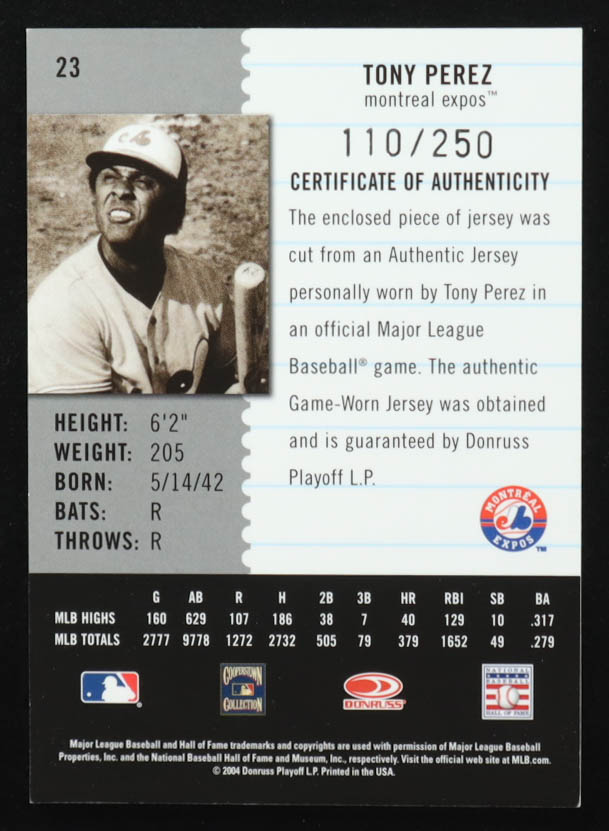 23
TONY PEREZ
montreal expos™
110/250
CERTIFICATE OF AUTHENTICITY
The enclosed piece of jersey was
cut from an Authentic Jersey
personally worn by Tony Perez in
an official Major League
Baseball® game. The authentic
Game-Worn Jersey was obtained
and is guaranteed by Donruss
Playoff L.P.
HEIGHT: 6'2"
WEIGHT: 205
BORN: 5/14/42
BATS: R
THROWS: R
MONTRÉAL
EXPOS™
G AB R H 2B 3B HR RBI SB BA
MLB HIGHS 160 629 107 186 38 7 40 129 10 .317
MLB TOTALS 2777 9778 1272 2732 505 79 379 1652 49 .279
COOPERSTOWN
COLLECTION
DONRUSS
NATIONAL
BASEBALL
HALL OF FAME
Major League Baseball and Hall of Fame trademarks and copyrights are used with permission of Major League Baseball
Properties, Inc. and the National Baseball Hall of Fame and Museum, Inc., respectively. Visit the official web site at MLB.com.
© 2004 Donruss Playoff L.P. Printed in the USA.